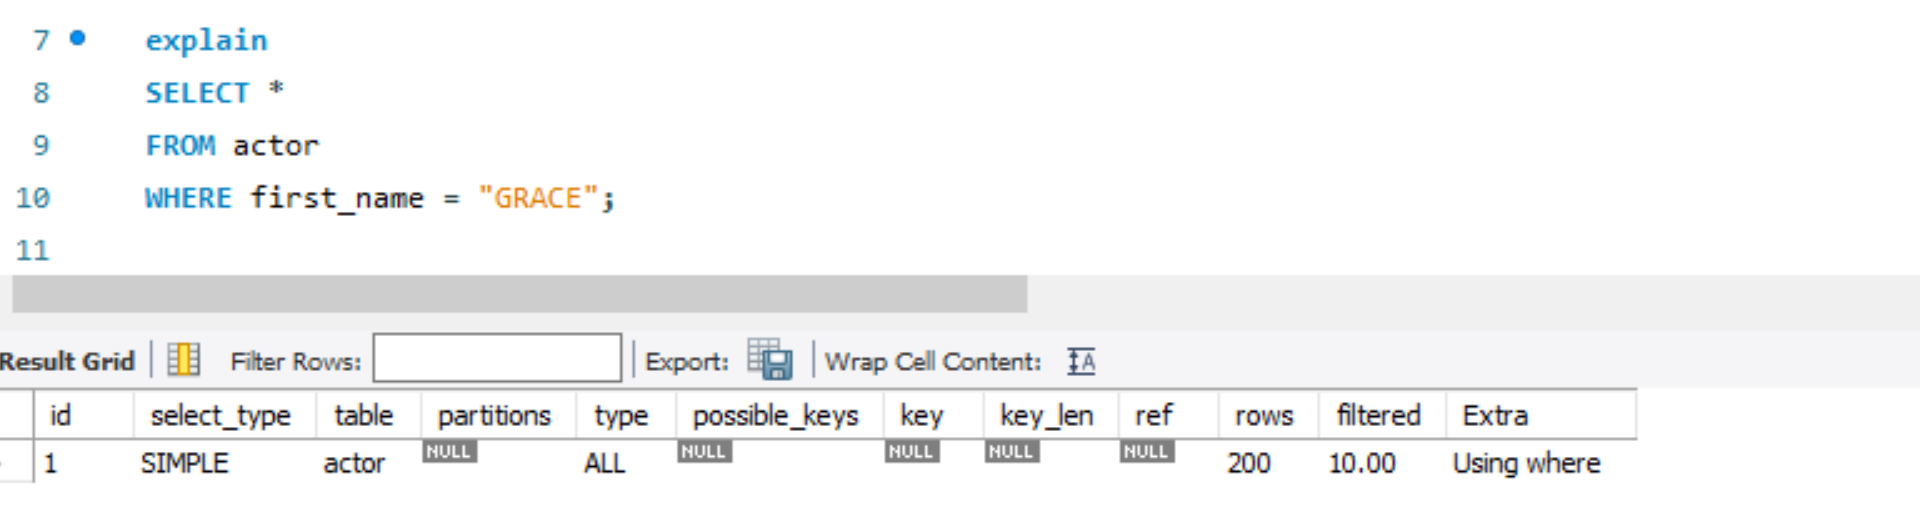 7 explain
8 SELECT *
9 FROM actor
10 WHERE first_name = "GRACE";
11
Result Grid Filter Rows: Export: Wrap Cell Content: A
id select_type table partitions type possible_keys key key_len ref rows filtered Extra
1 SIMPLE actor NULL ALL NULL NULL NULL NULL 200 10.00 Using where